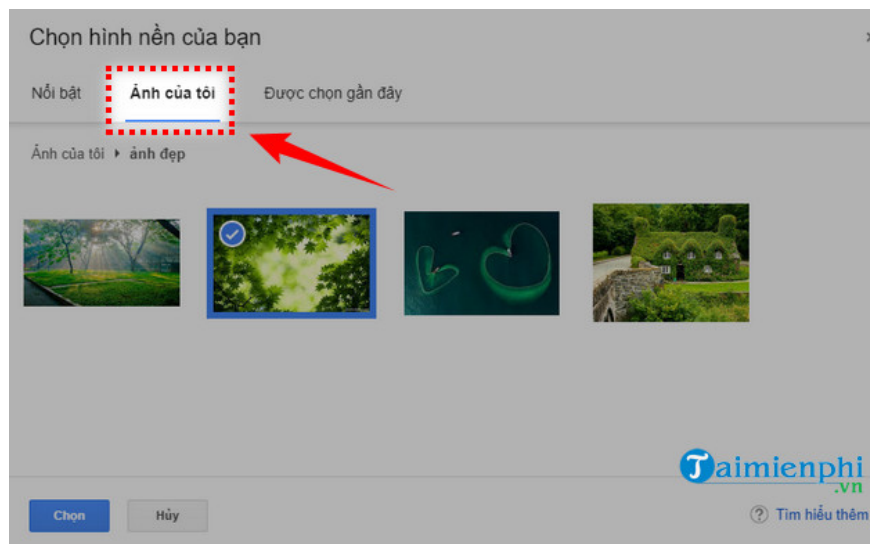 Chọn hình nền của bạn
Nổi bật Ảnh của tôi Được chọn gần đây
Ảnh của tôi ▸ ảnh đẹp
Taimienphi
.vn
Chọn Hủy ? Tìm hiểu thêm